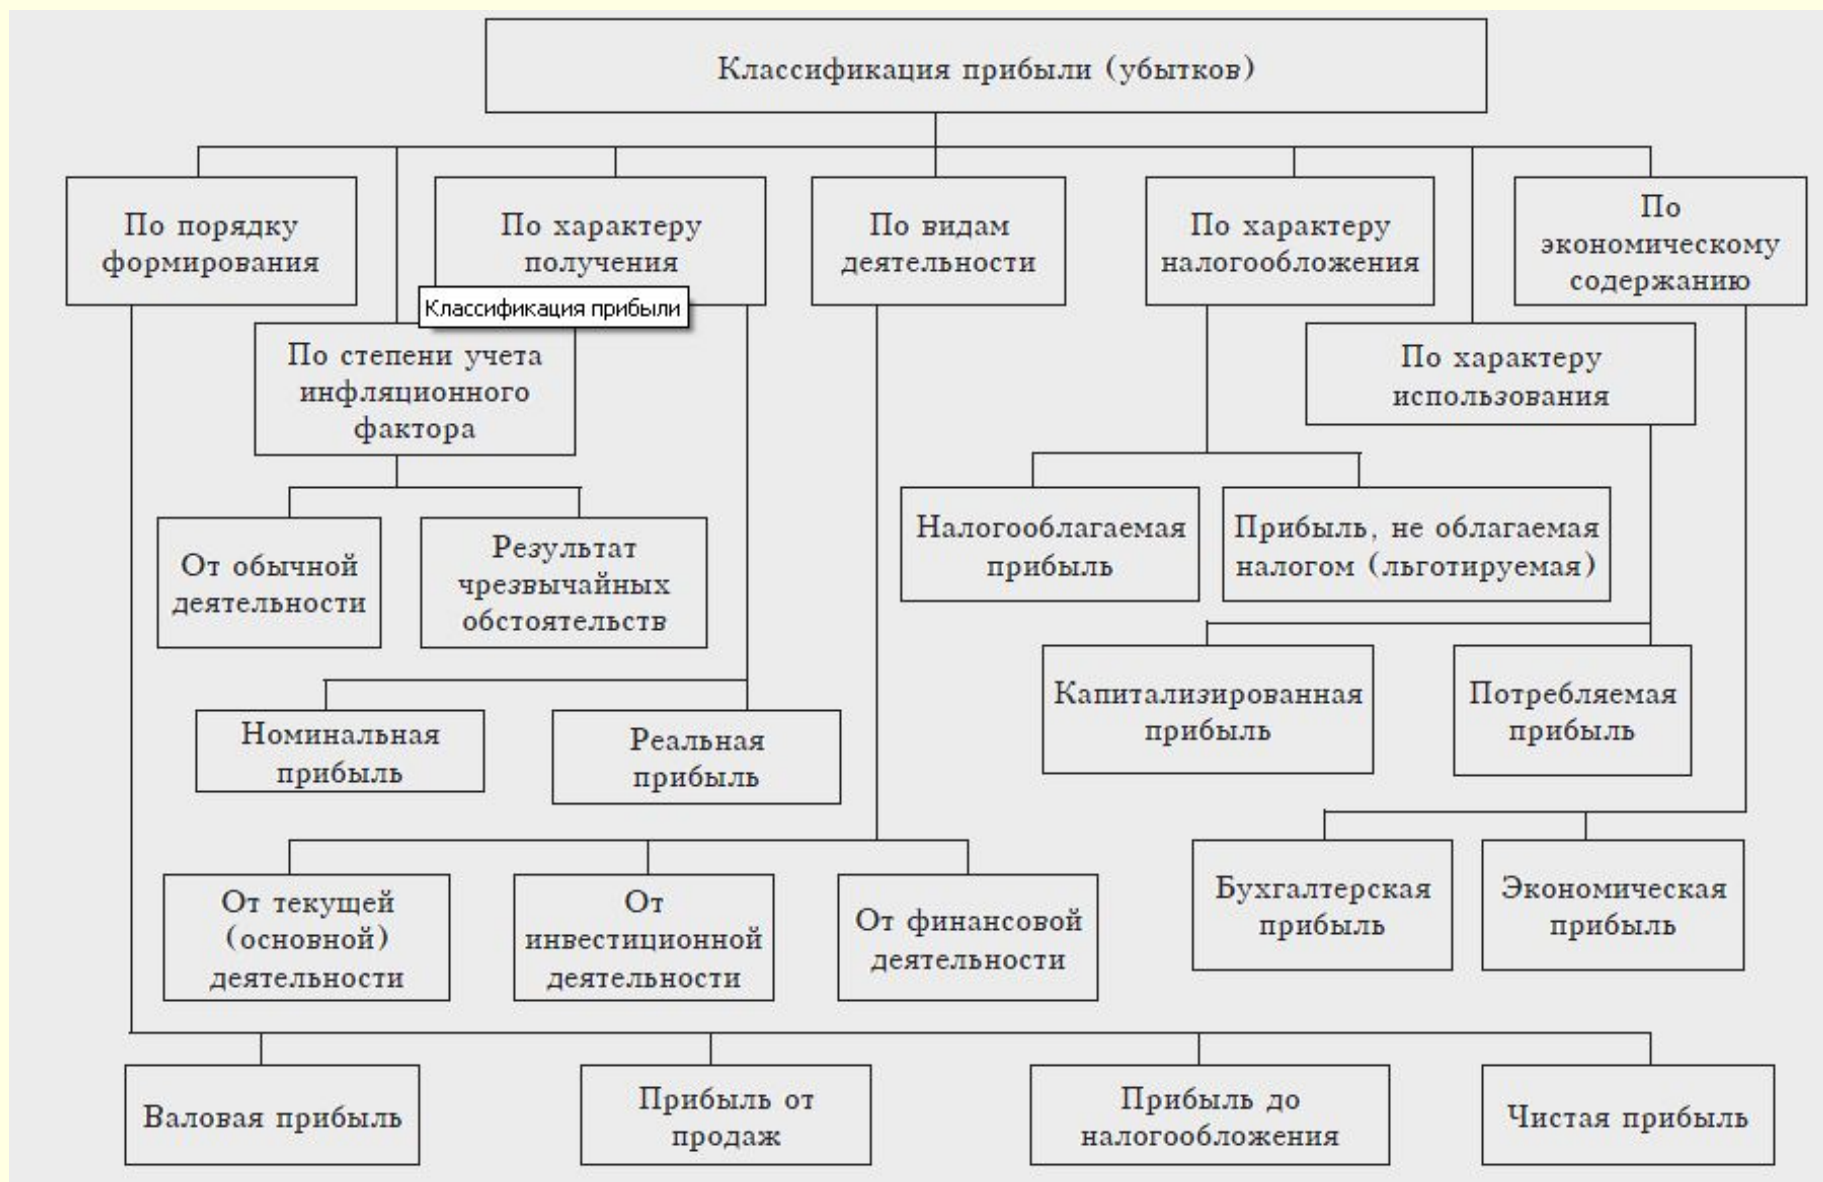 Классификация прибыли (убытков)
По порядку
формирования
По характеру
получения
По видам
деятельности
По характеру
налогообложения
По
экономическому
содержанию
Классификация прибыли
По степени учета
инфляционного
фактора
По характеру
использования
От обычной
деятельности
Результат
чрезвычайных
обстоятельств
Налогооблагаемая
прибыль
Прибыль, не облагаемая
налогом (льготируемая)
Номинальная
прибыль
Реальная
прибыль
Капитализированная
прибыль
Потребляемая
прибыль
От текущей
(основной)
деятельности
От
инвестиционной
деятельности
От финансовой
деятельности
Бухгалтерская
прибыль
Экономическая
прибыль
Валовая прибыль
Прибыль от
продаж
Прибыль до
налогообложения
Чистая прибыль